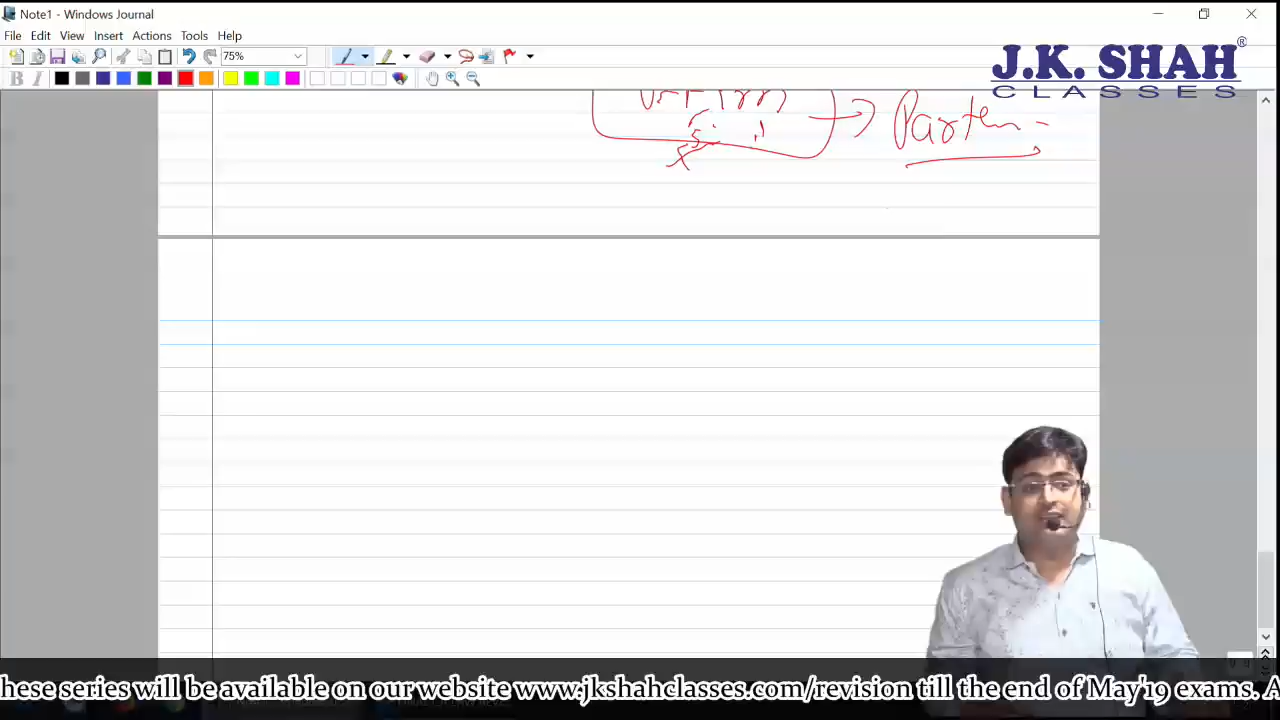 Note1 - Windows Journal
File Edit View Insert Actions Tools Help
75%
B I
J.K. SHAH®
CLASSES
hese series will be available on our website www.jkshahclasses.com/revision till the end of May'19 exams. A